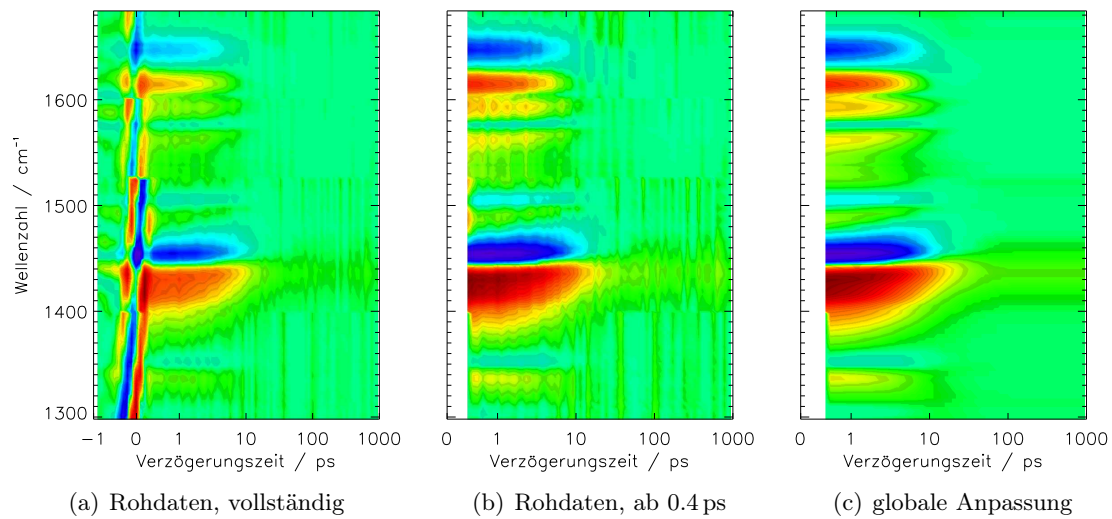 Wellenzahl / cm⁻¹
1600
1500
1400
1300
−1 0 1 10 100 1000
0 1 10 100 1000
0 1 10 100 1000
Verzögerungszeit / ps
Verzögerungszeit / ps
Verzögerungszeit / ps
(a) Rohdaten, vollständig
(b) Rohdaten, ab 0.4 ps
(c) globale Anpassung